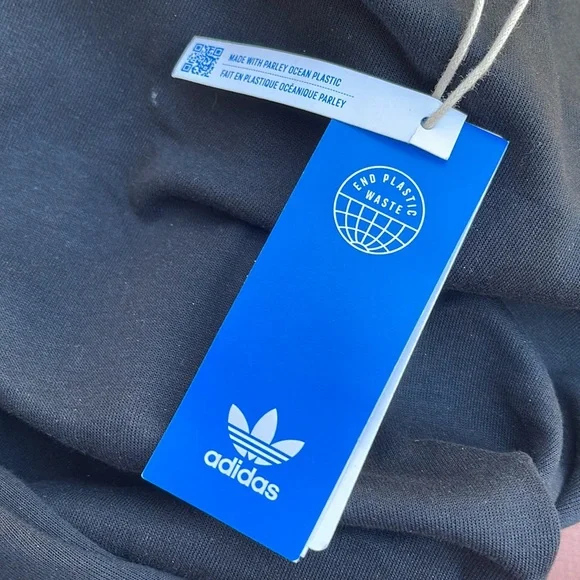 MADE WITH PARLEY OCEAN PLASTIC
FAIT EN PLASTIQUE OCÉANIQUE PARLEY
END PLASTIC
WASTE
adidas